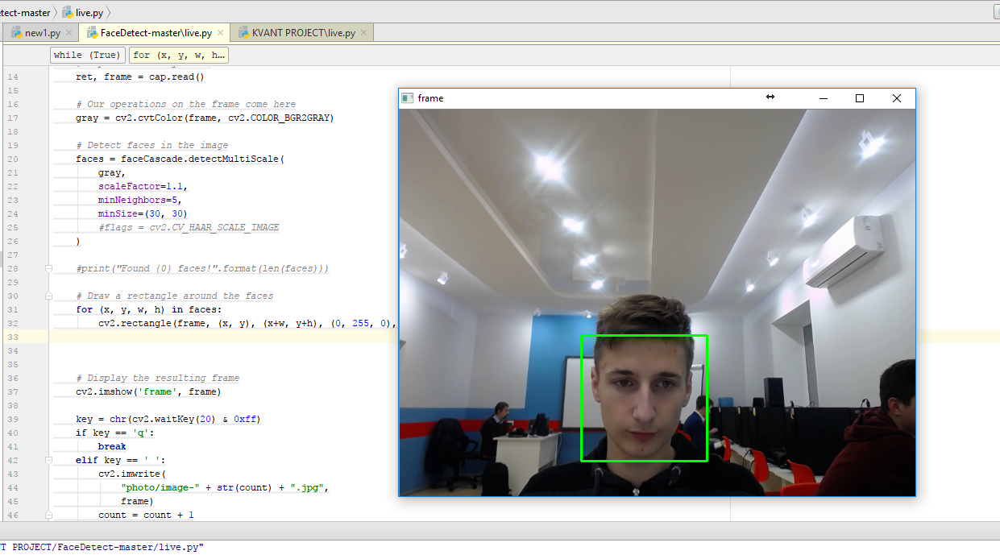 etect-master live.py
new1.py FaceDetect-master\live.py KVANT PROJECT\live.py
while (True) for (x, y, w, h...
14 ret, frame = cap.read()
15
16 # Our operations on the frame come here
17 gray = cv2.cvtColor(frame, cv2.COLOR_BGR2GRAY)
18
19 # Detect faces in the image
20 faces = faceCascade.detectMultiScale(
21 gray,
22 scaleFactor=1.1,
23 minNeighbors=5,
24 minSize=(30, 30)
25 #flags = cv2.CV_HAAR_SCALE_IMAGE
26 )
27
28 #print("Found {0} faces!".format(len(faces)))
29
30 # Draw a rectangle around the faces
31 for (x, y, w, h) in faces:
32 cv2.rectangle(frame, (x, y), (x+w, y+h), (0, 255, 0),
33
34
35
36 # Display the resulting frame
37 cv2.imshow('frame', frame)
38
39 key = chr(cv2.waitKey(20) & 0xff)
40 if key == 'q':
41 break
42 elif key == ' ':
43 cv2.imwrite(
44 "photo/image-" + str(count) + ".jpg",
45 frame)
46 count = count + 1
frame
T PROJECT/FaceDetect-master/live.py"